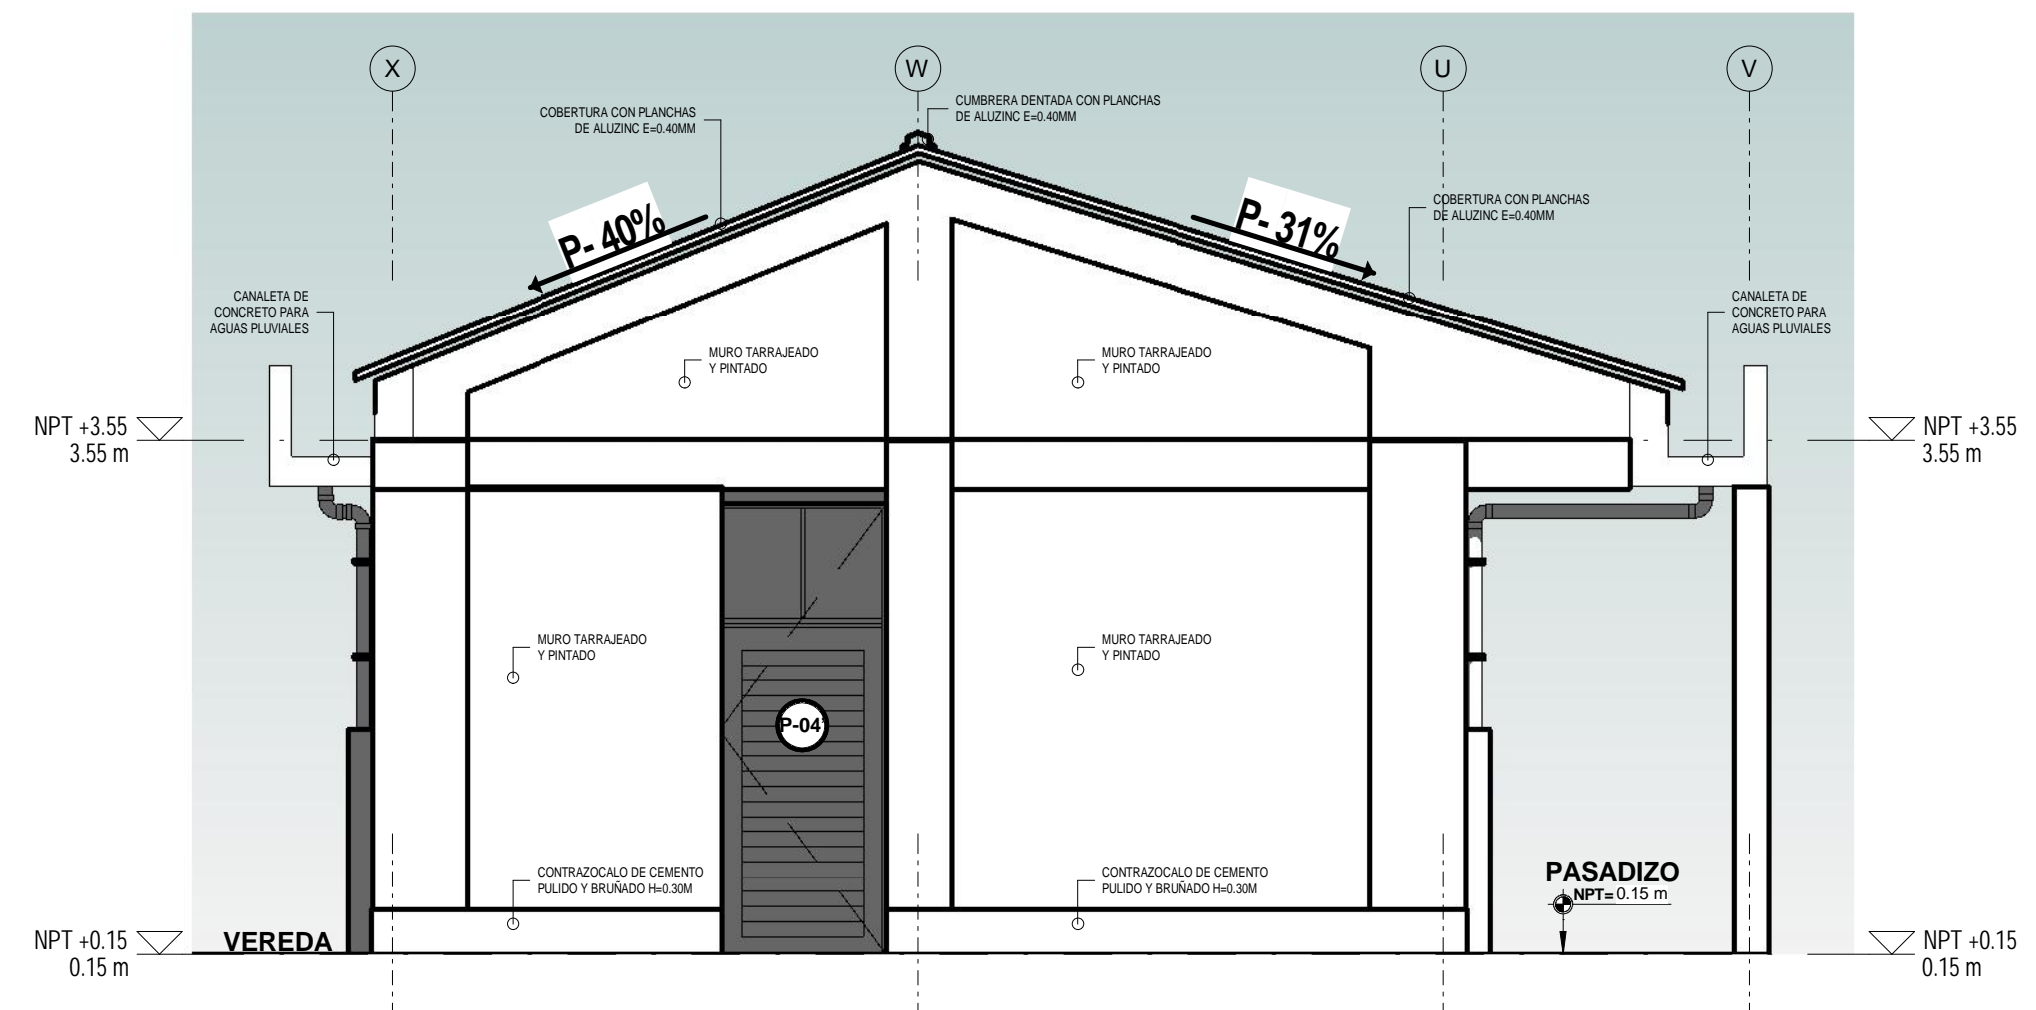 X
W
U
V
COBERTURA CON PLANCHAS
DE ALUZINC E=0.40MM
CUMBRERA DENTADA CON PLANCHAS
DE ALUZINC E=0.40MM
P- 40%
P- 31%
COBERTURA CON PLANCHAS
DE ALUZINC E=0.40MM
CANALETA DE
CONCRETO PARA
AGUAS PLUVIALES
CANALETA DE
CONCRETO PARA
AGUAS PLUVIALES
MURO TARRAJEADO
Y PINTADO
MURO TARRAJEADO
Y PINTADO
NPT +3.55
3.55 m
NPT +3.55
3.55 m
MURO TARRAJEADO
Y PINTADO
MURO TARRAJEADO
Y PINTADO
P-04'
CONTRAZOCALO DE CEMENTO
PULIDO Y BRUÑADO H=0.30M
CONTRAZOCALO DE CEMENTO
PULIDO Y BRUÑADO H=0.30M
PASADIZO
NPT= 0.15 m
VEREDA
NPT +0.15
0.15 m
NPT +0.15
0.15 m